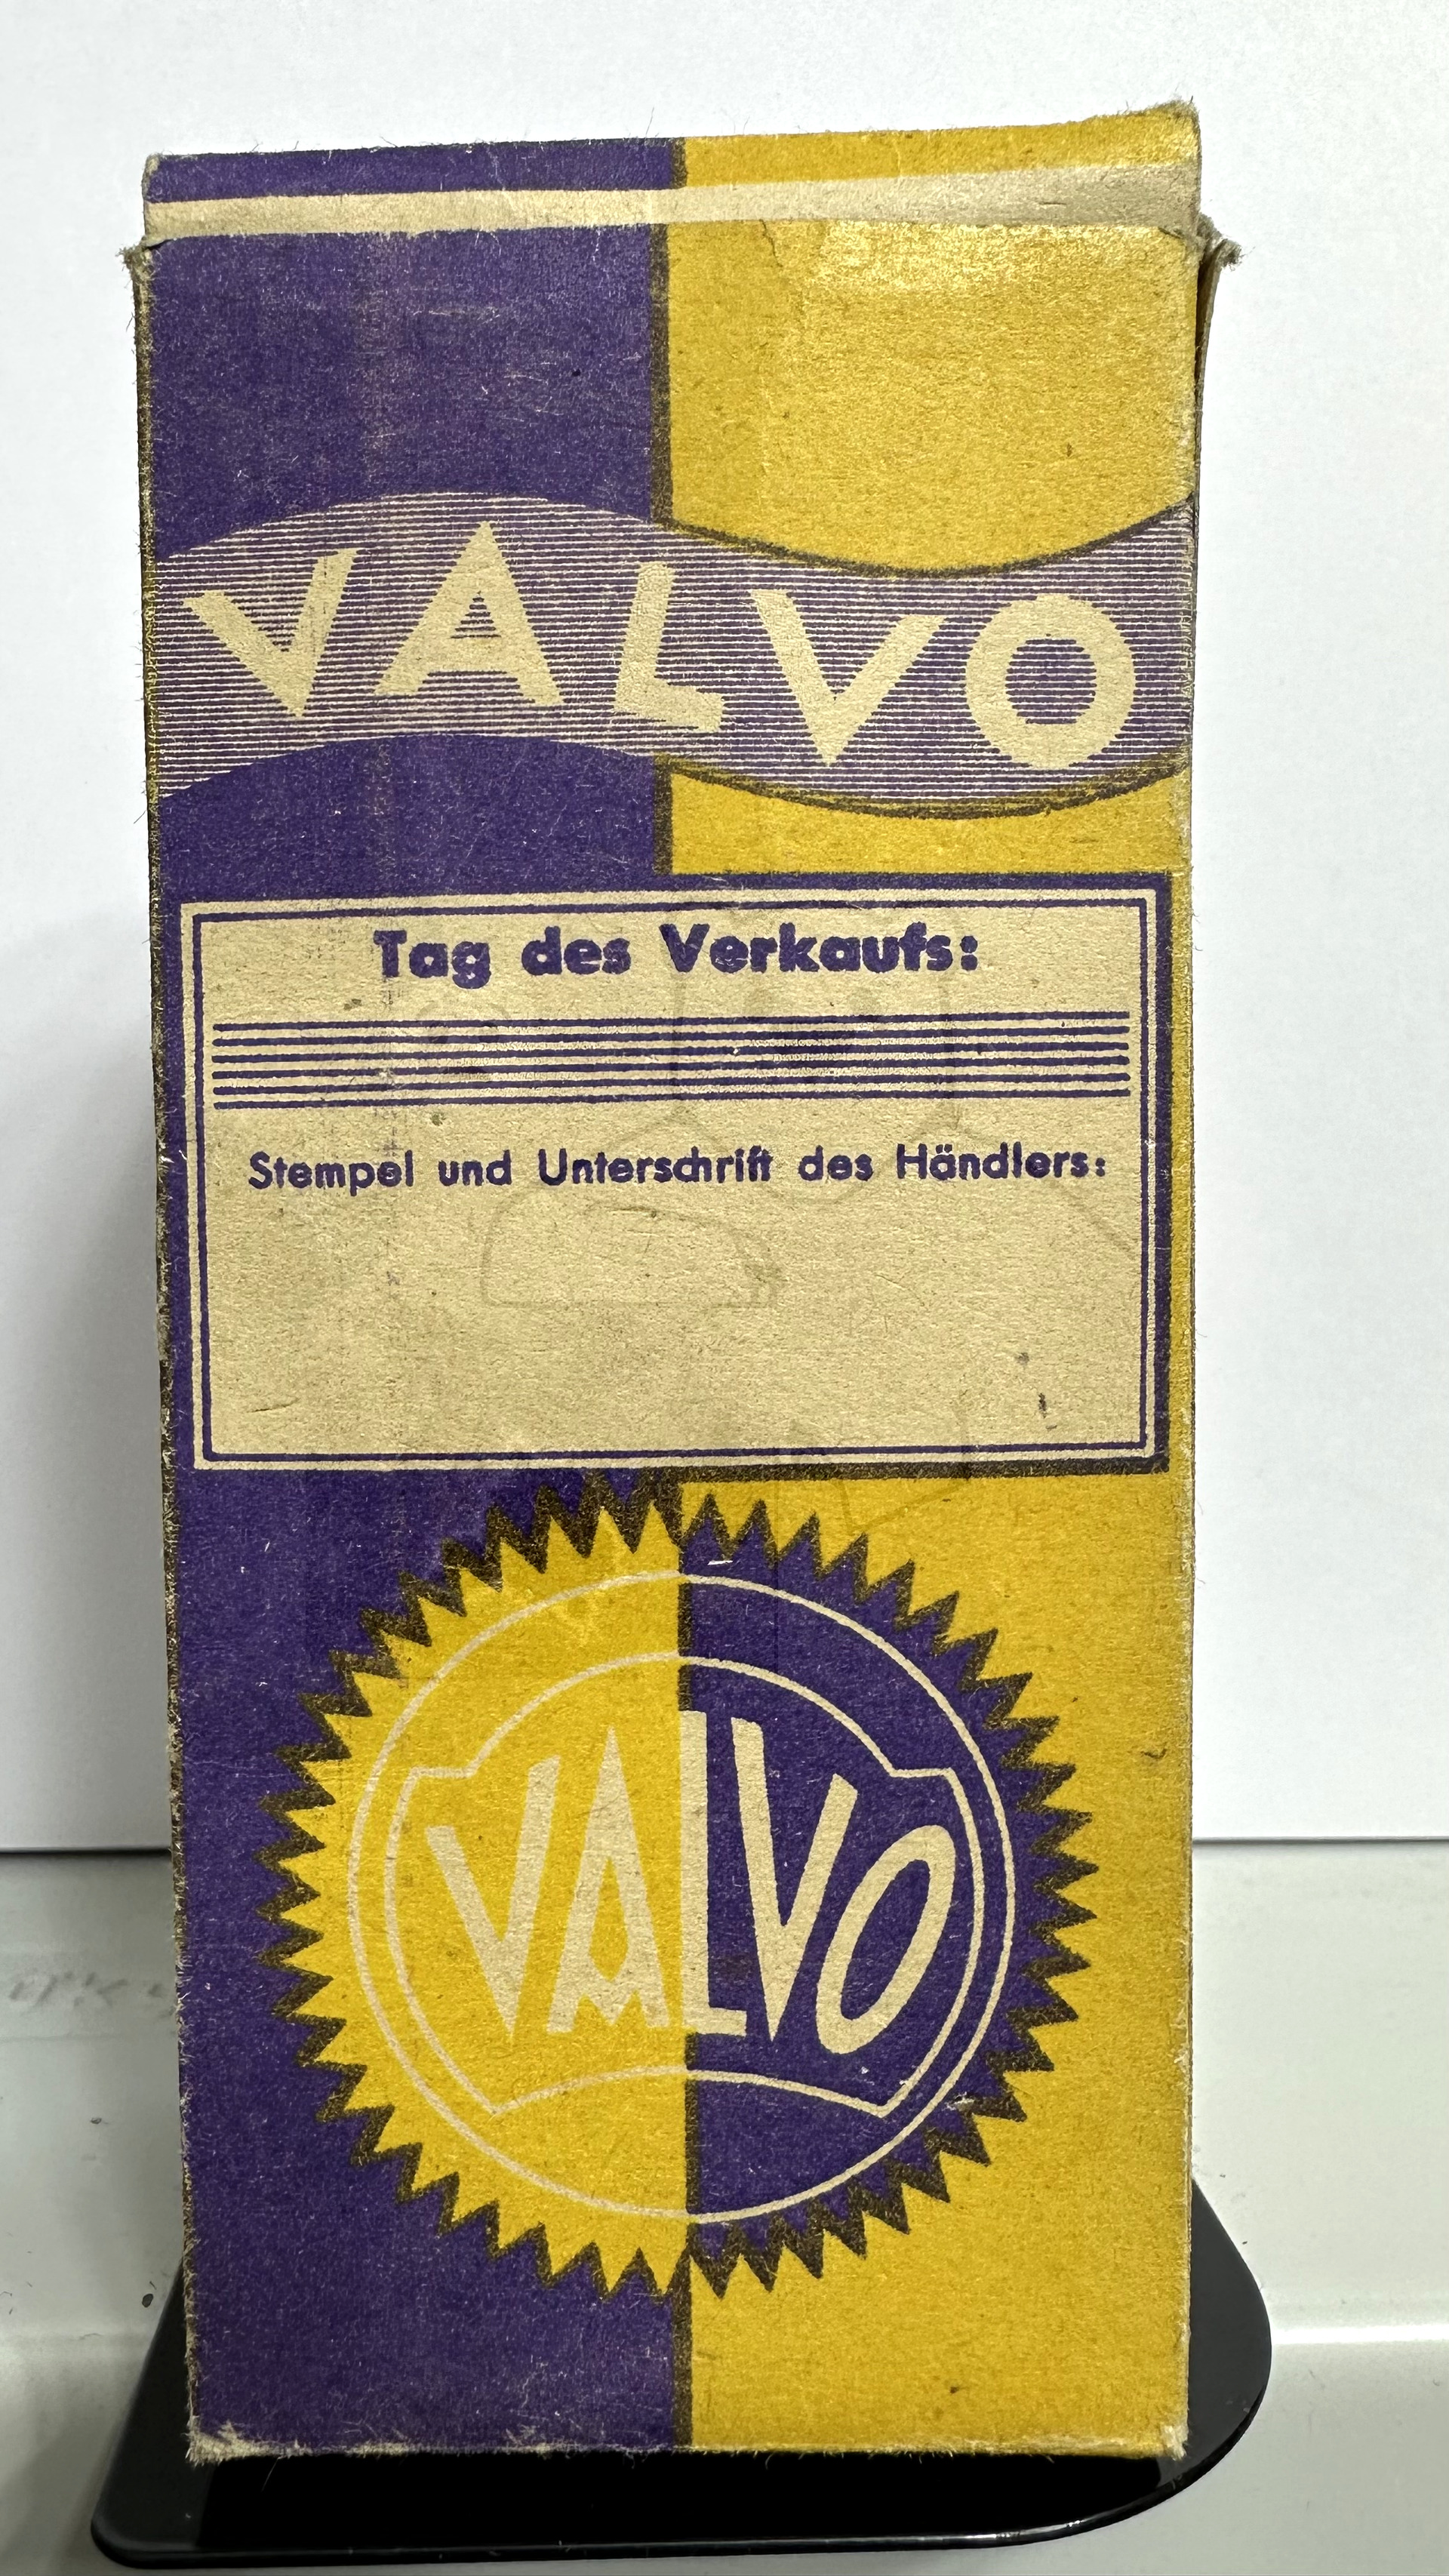 VALVO
Tag des Verkaufs:
Stempel und Unterschrift des Händlers:
VALVO